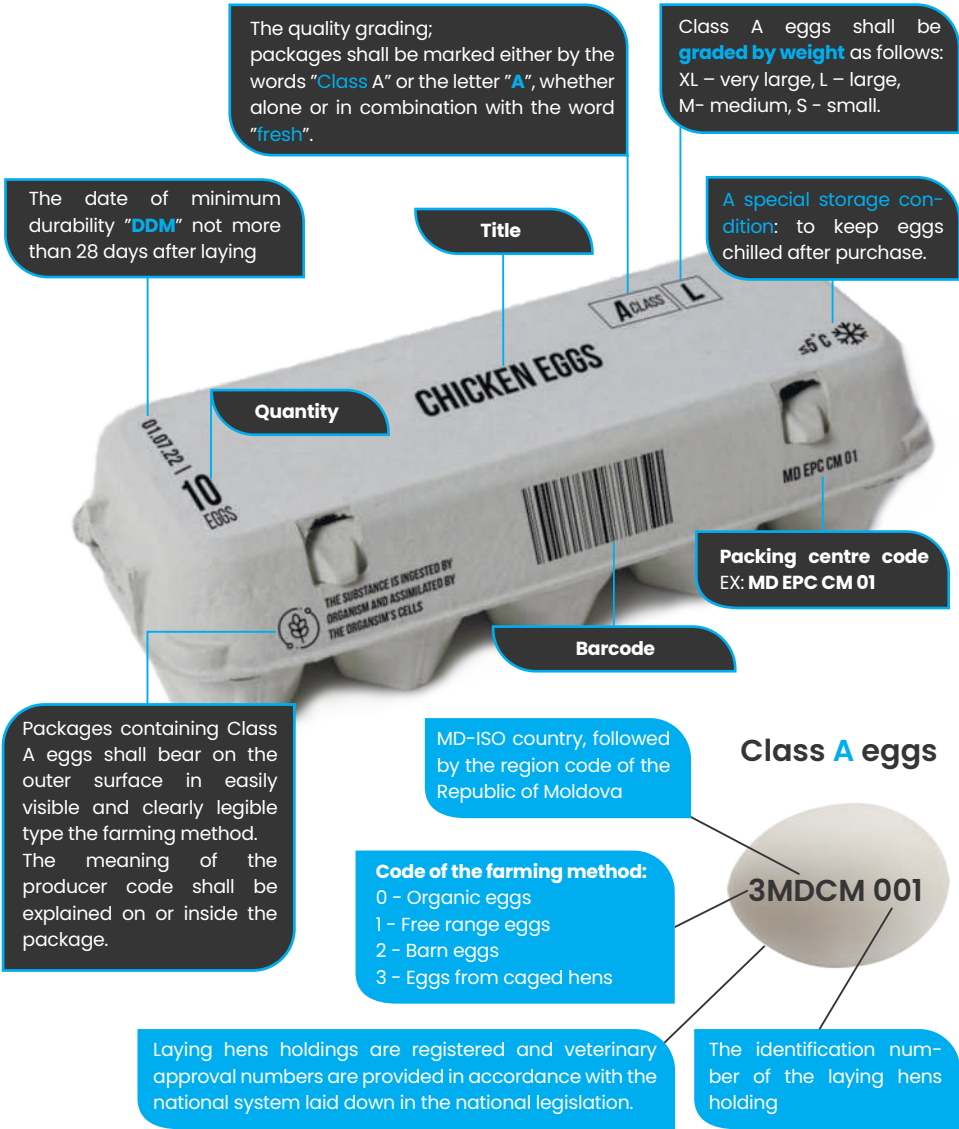 The quality grading;
packages shall be marked either by the
words "Class A" or the letter "A", whether
alone or in combination with the word
"fresh".
Class A eggs shall be
graded by weight as follows:
XL – very large, L – large,
M- medium, S - small.
The date of minimum
durability "DDM" not more
than 28 days after laying
Title
A special storage con-
dition: to keep eggs
chilled after purchase.
A CLASS L
≤5°C
CHICKEN EGGS
Quantity
01.07.22 |
10
EGGS
MD EPC CM 01
Packing centre code
EX: MD EPC CM 01
THE SUBSTANCE IS INGESTED BY
ORGANISM AND ASSIMILATED BY
THE ORGANSIM'S CELLS
Barcode
Packages containing Class
A eggs shall bear on the
outer surface in easily
visible and clearly legible
type the farming method.
The meaning of the
producer code shall be
explained on or inside the
package.
MD-ISO country, followed
by the region code of the
Republic of Moldova
Class A eggs
Code of the farming method:
0 - Organic eggs
1 - Free range eggs
2 - Barn eggs
3 - Eggs from caged hens
3MDCM 001
Laying hens holdings are registered and veterinary
approval numbers are provided in accordance with the
national system laid down in the national legislation.
The identification num-
ber of the laying hens
holding